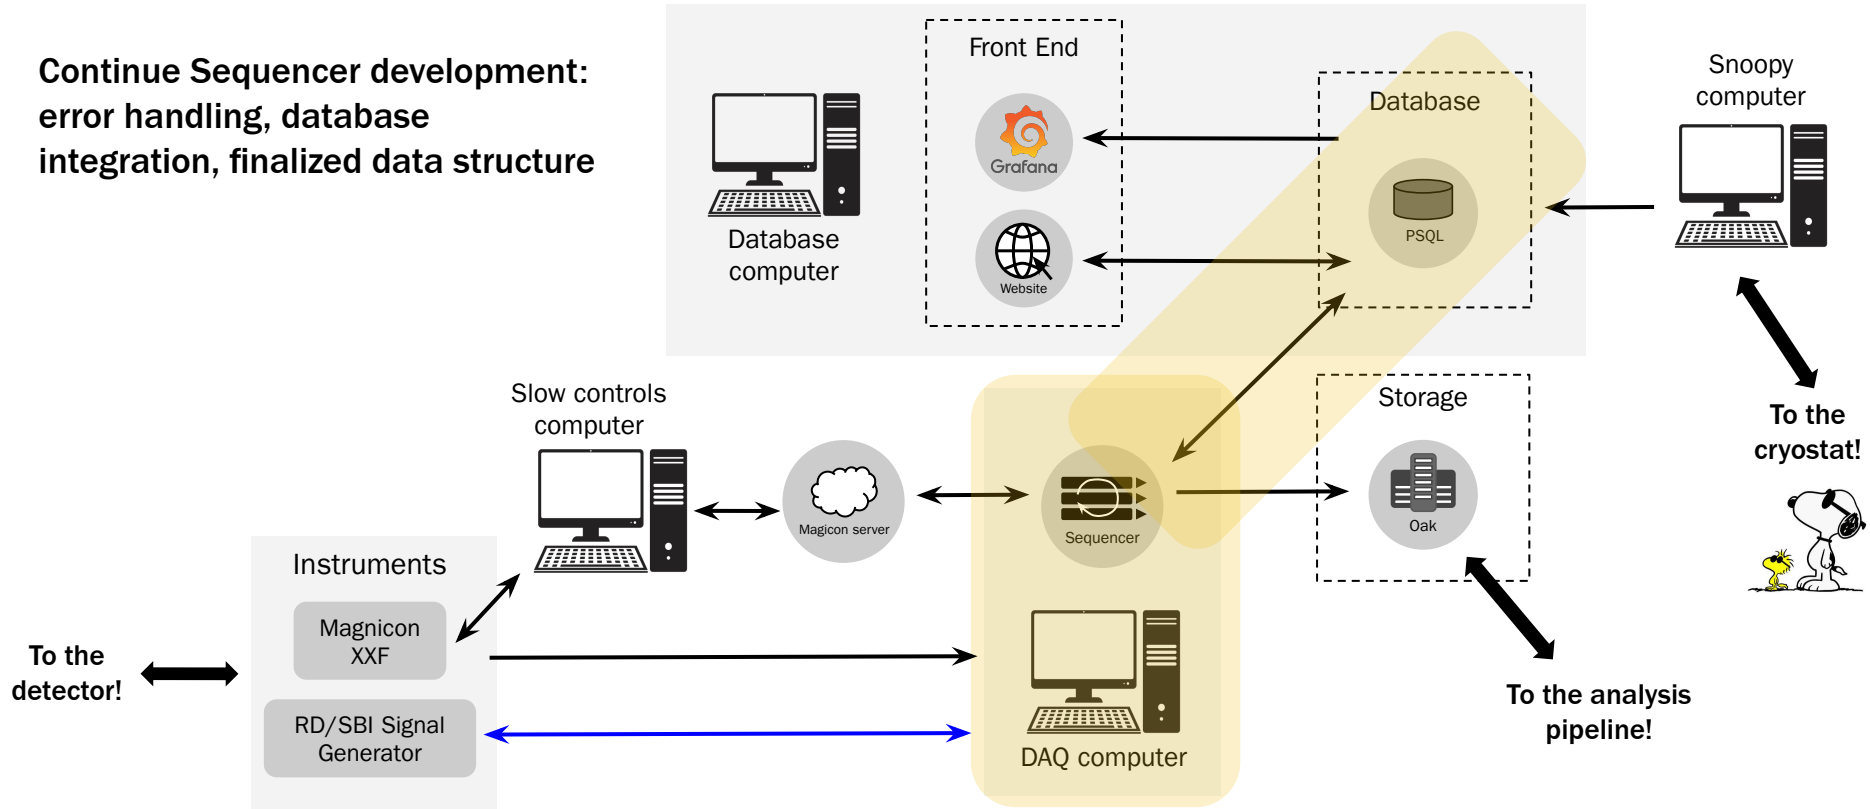 Continue Sequencer development:
error handling, database
integration, finalized data structure
Front End
Grafana
Website
Database
computer
Database
PSQL
Snoopy
computer
To the
cryostat!
Slow controls
computer
Magicon server
Sequencer
Storage
Oak
Instruments
Magnicon
XXF
RD/SBI Signal
Generator
To the
detector!
DAQ computer
To the analysis
pipeline!